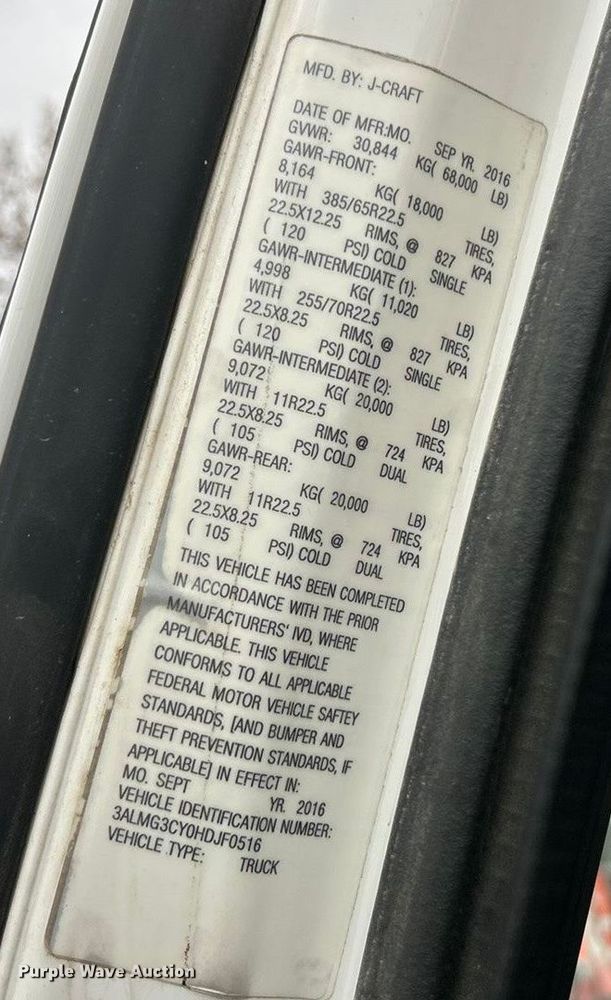 MFD. BY: J-CRAFT
DATE OF MFR:MO. SEP YR. 2016
GVWR: 30,844 KG( 68,000 LB)
GAWR-FRONT:
8,164 KG( 18,000 LB)
WITH 385/65R22.5 TIRES,
22.5X12.25 RIMS, @ 827 KPA
( 120 PSI) COLD SINGLE
GAWR-INTERMEDIATE (1):
4,998 KG( 11,020 LB)
WITH 255/70R22.5 TIRES,
22.5X8.25 RIMS, @ 827 KPA
( 120 PSI) COLD SINGLE
GAWR-INTERMEDIATE (2):
9,072 KG( 20,000 LB)
WITH 11R22.5 TIRES,
22.5X8.25 RIMS, @ 724 KPA
( 105 PSI) COLD DUAL
GAWR-REAR:
9,072 KG( 20,000 LB)
WITH 11R22.5 TIRES,
22.5X8.25 RIMS, @ 724 KPA
( 105 PSI) COLD DUAL
THIS VEHICLE HAS BEEN COMPLETED
IN ACCORDANCE WITH THE PRIOR
MANUFACTURERS' IVD, WHERE
APPLICABLE. THIS VEHICLE
CONFORMS TO ALL APPLICABLE
FEDERAL MOTOR VEHICLE SAFTEY
STANDARDS, [AND BUMPER AND
THEFT PREVENTION STANDARDS, IF
APPLICABLE] IN EFFECT IN:
MO. SEPT YR. 2016
VEHICLE IDENTIFICATION NUMBER:
3ALMG3CY0HDJF0516
VEHICLE TYPE: TRUCK
Purple Wave Auction